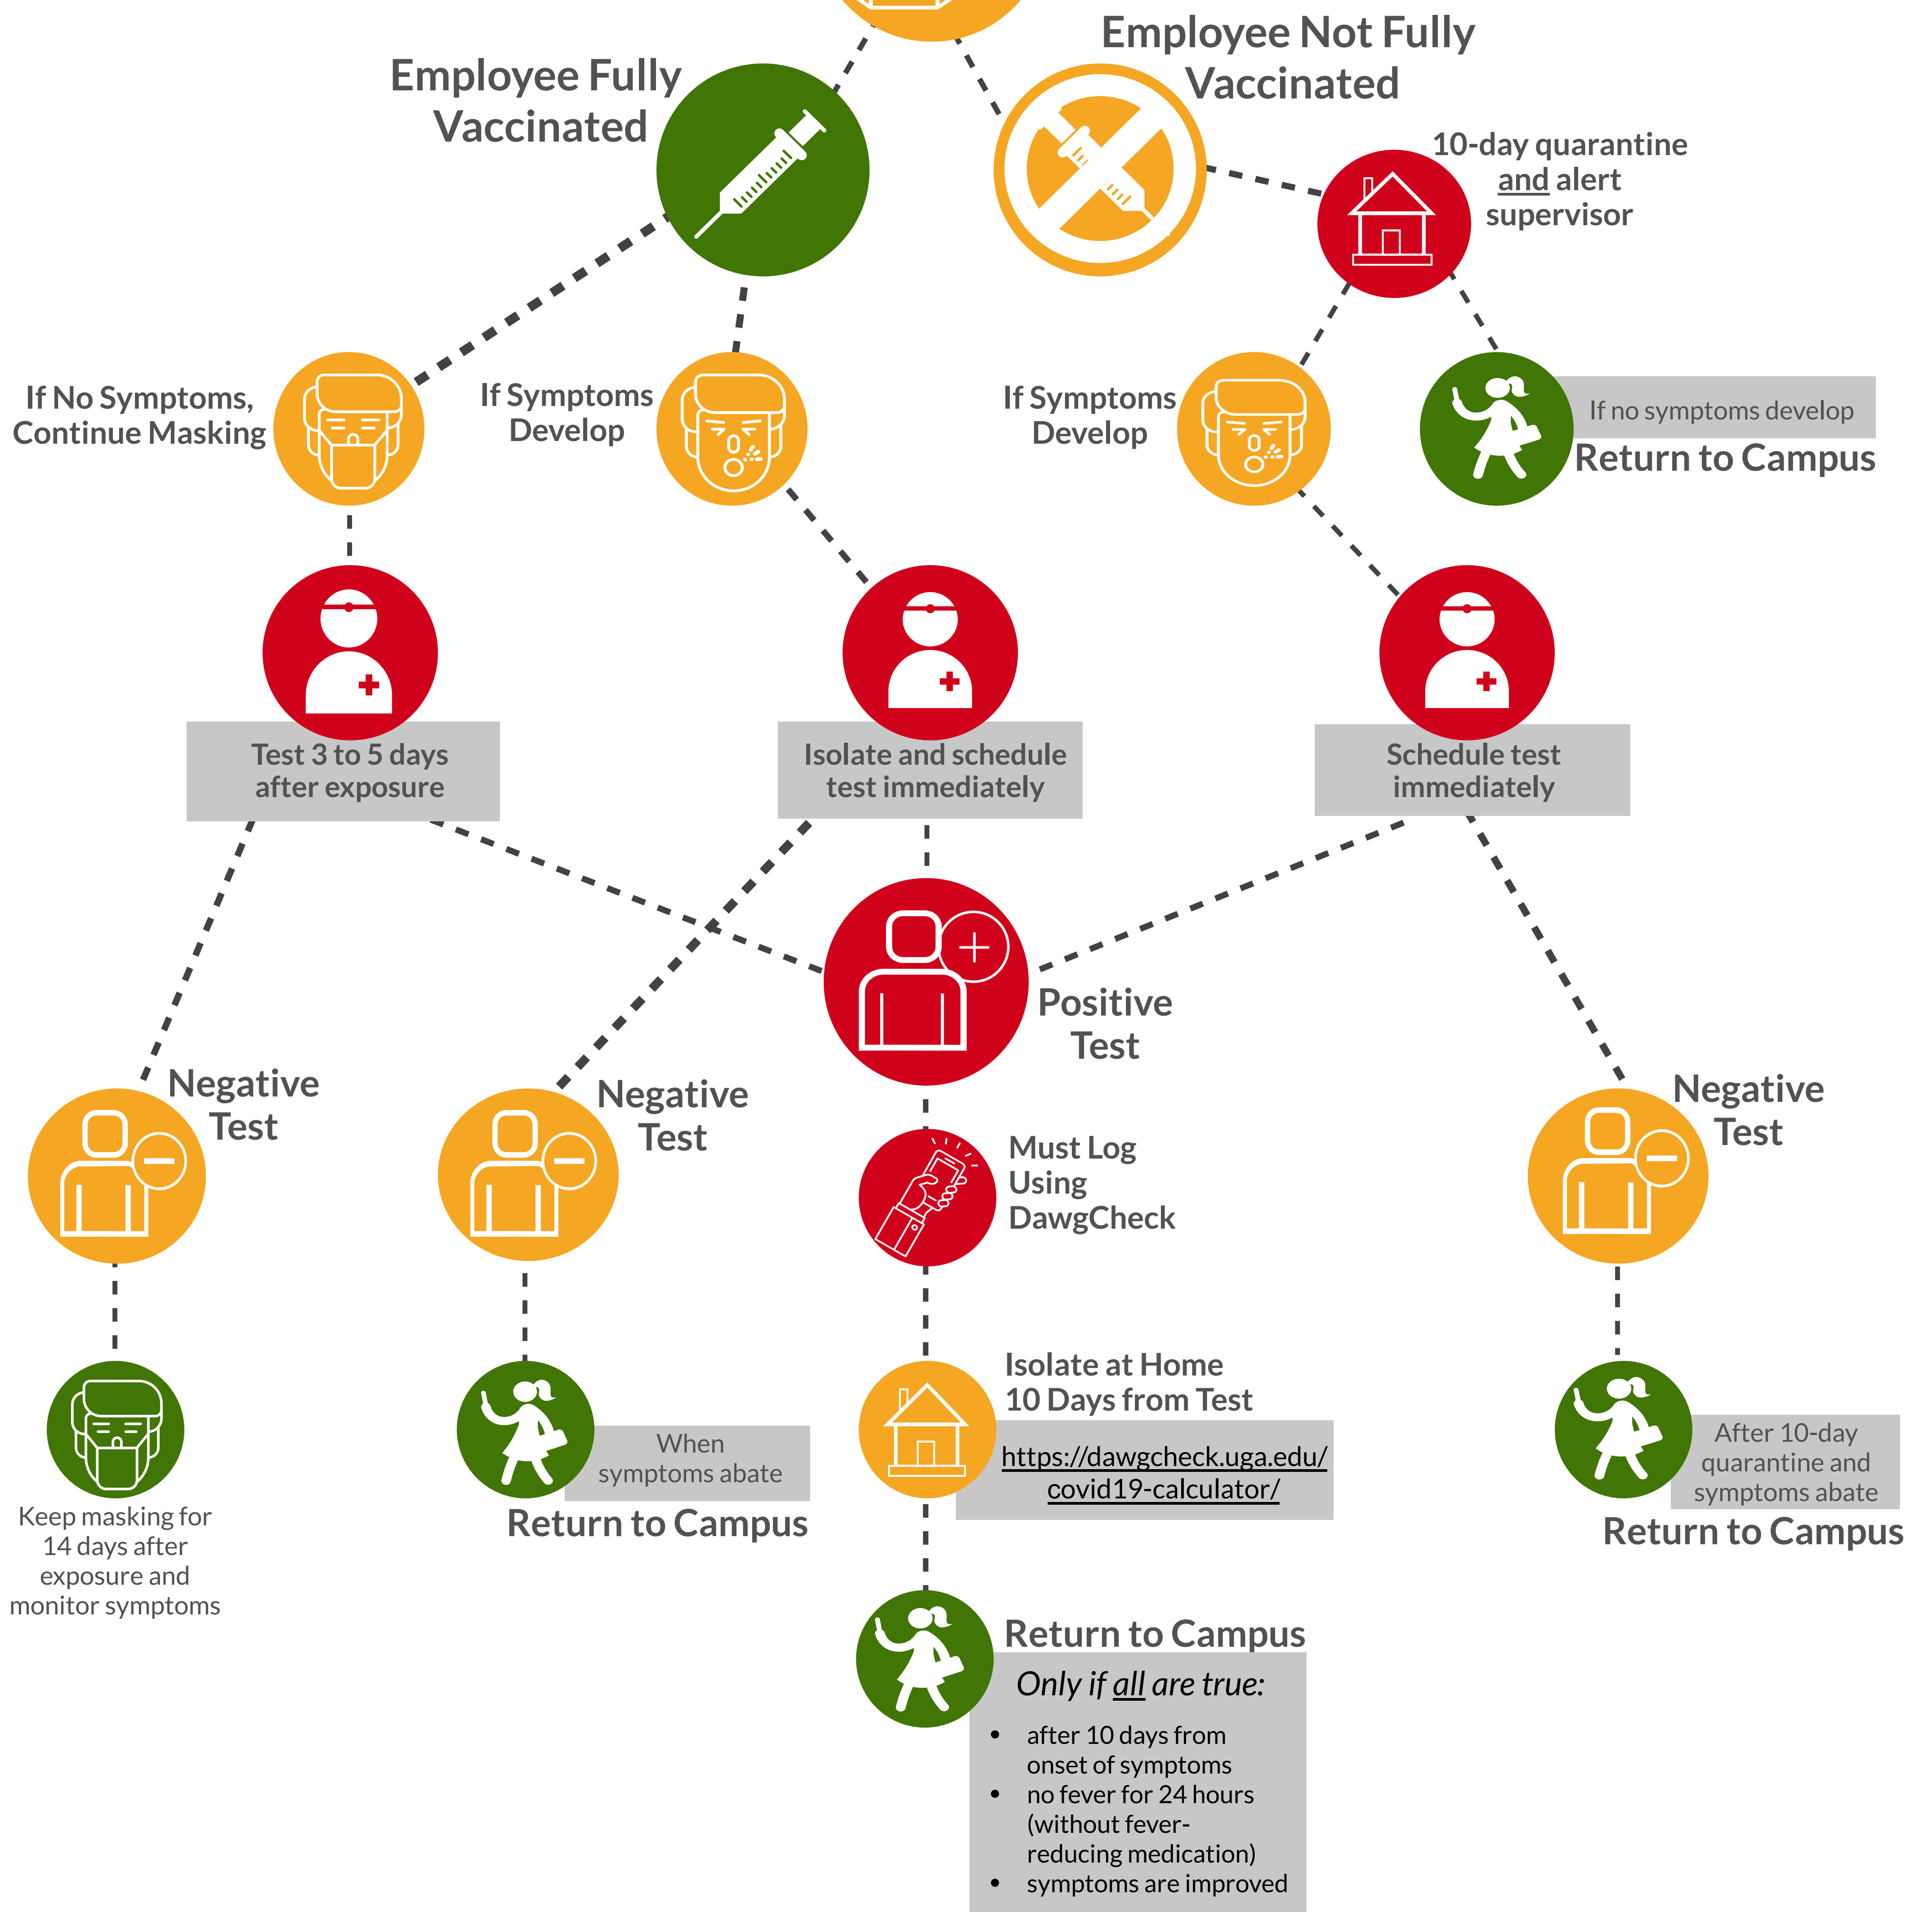 Employee Fully
Vaccinated
Employee Not Fully
Vaccinated
10-day quarantine
and alert
supervisor
If No Symptoms,
Continue Masking
If Symptoms
Develop
If Symptoms
Develop
If no symptoms develop
Return to Campus
Test 3 to 5 days
after exposure
Isolate and schedule
test immediately
Schedule test
immediately
Positive
Test
Negative
Test
Negative
Test
Negative
Test
Must Log
Using
DawgCheck
Isolate at Home
10 Days from Test
https://dawgcheck.uga.edu/
covid19-calculator/
Keep masking for
14 days after
exposure and
monitor symptoms
When
symptoms abate
Return to Campus
After 10-day
quarantine and
symptoms abate
Return to Campus
Return to Campus
Only if all are true:
• after 10 days from
onset of symptoms
• no fever for 24 hours
(without fever-
reducing medication)
• symptoms are improved